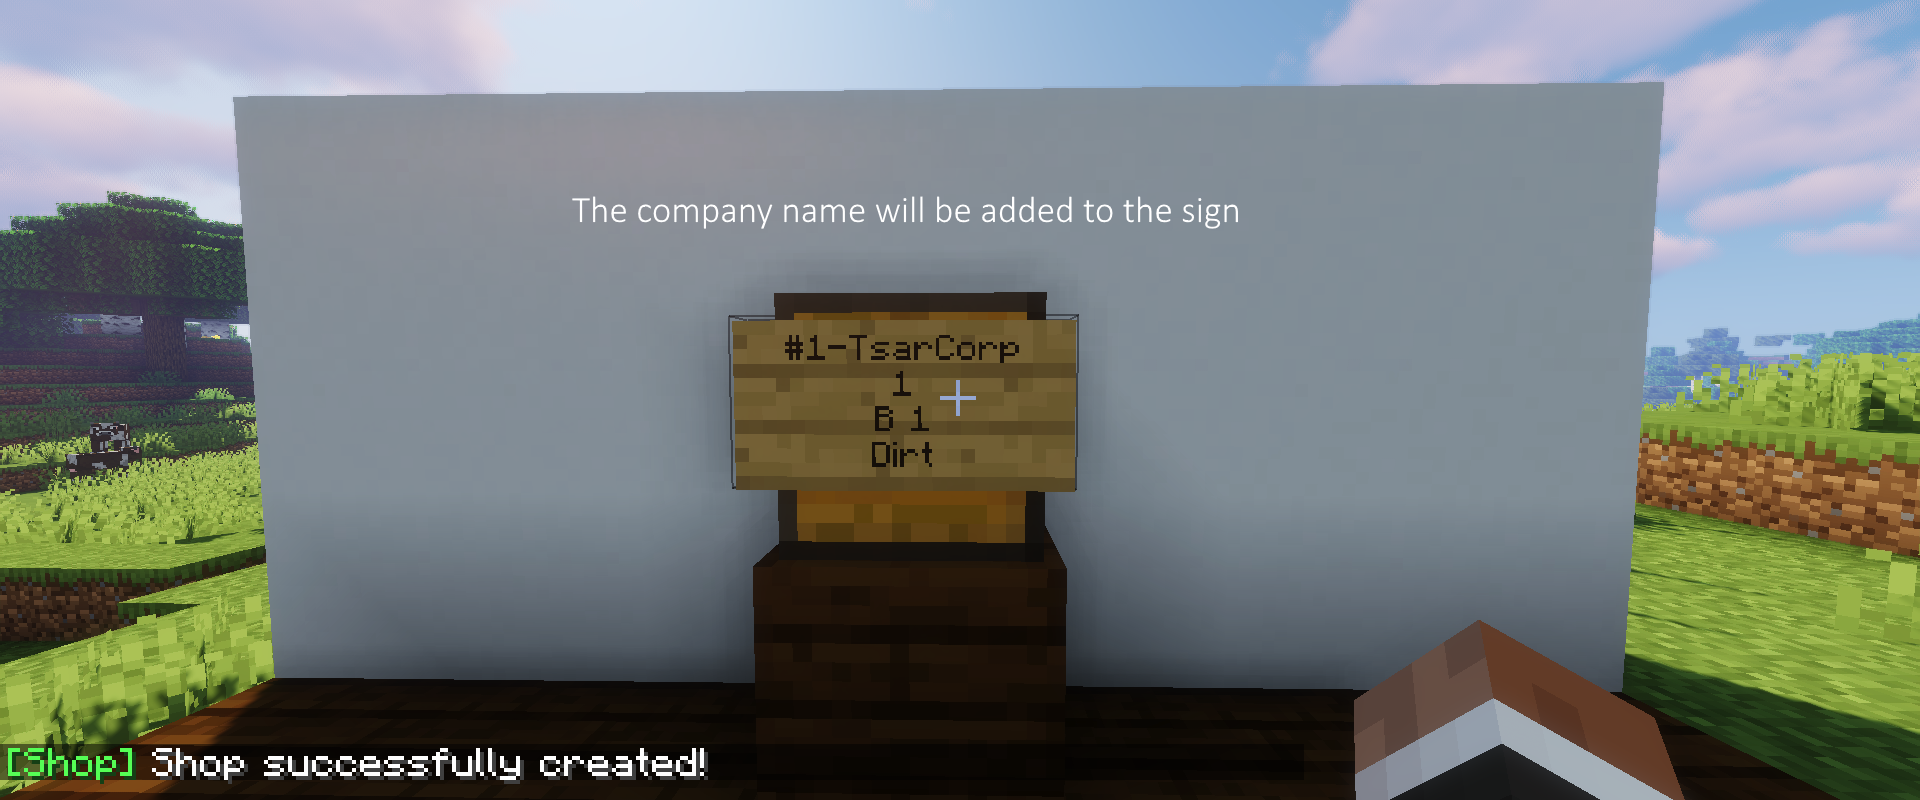 The company name will be added to the sign
#1-TsarCorp
1
B 1
Dirt
[Shop] Shop successfully created!